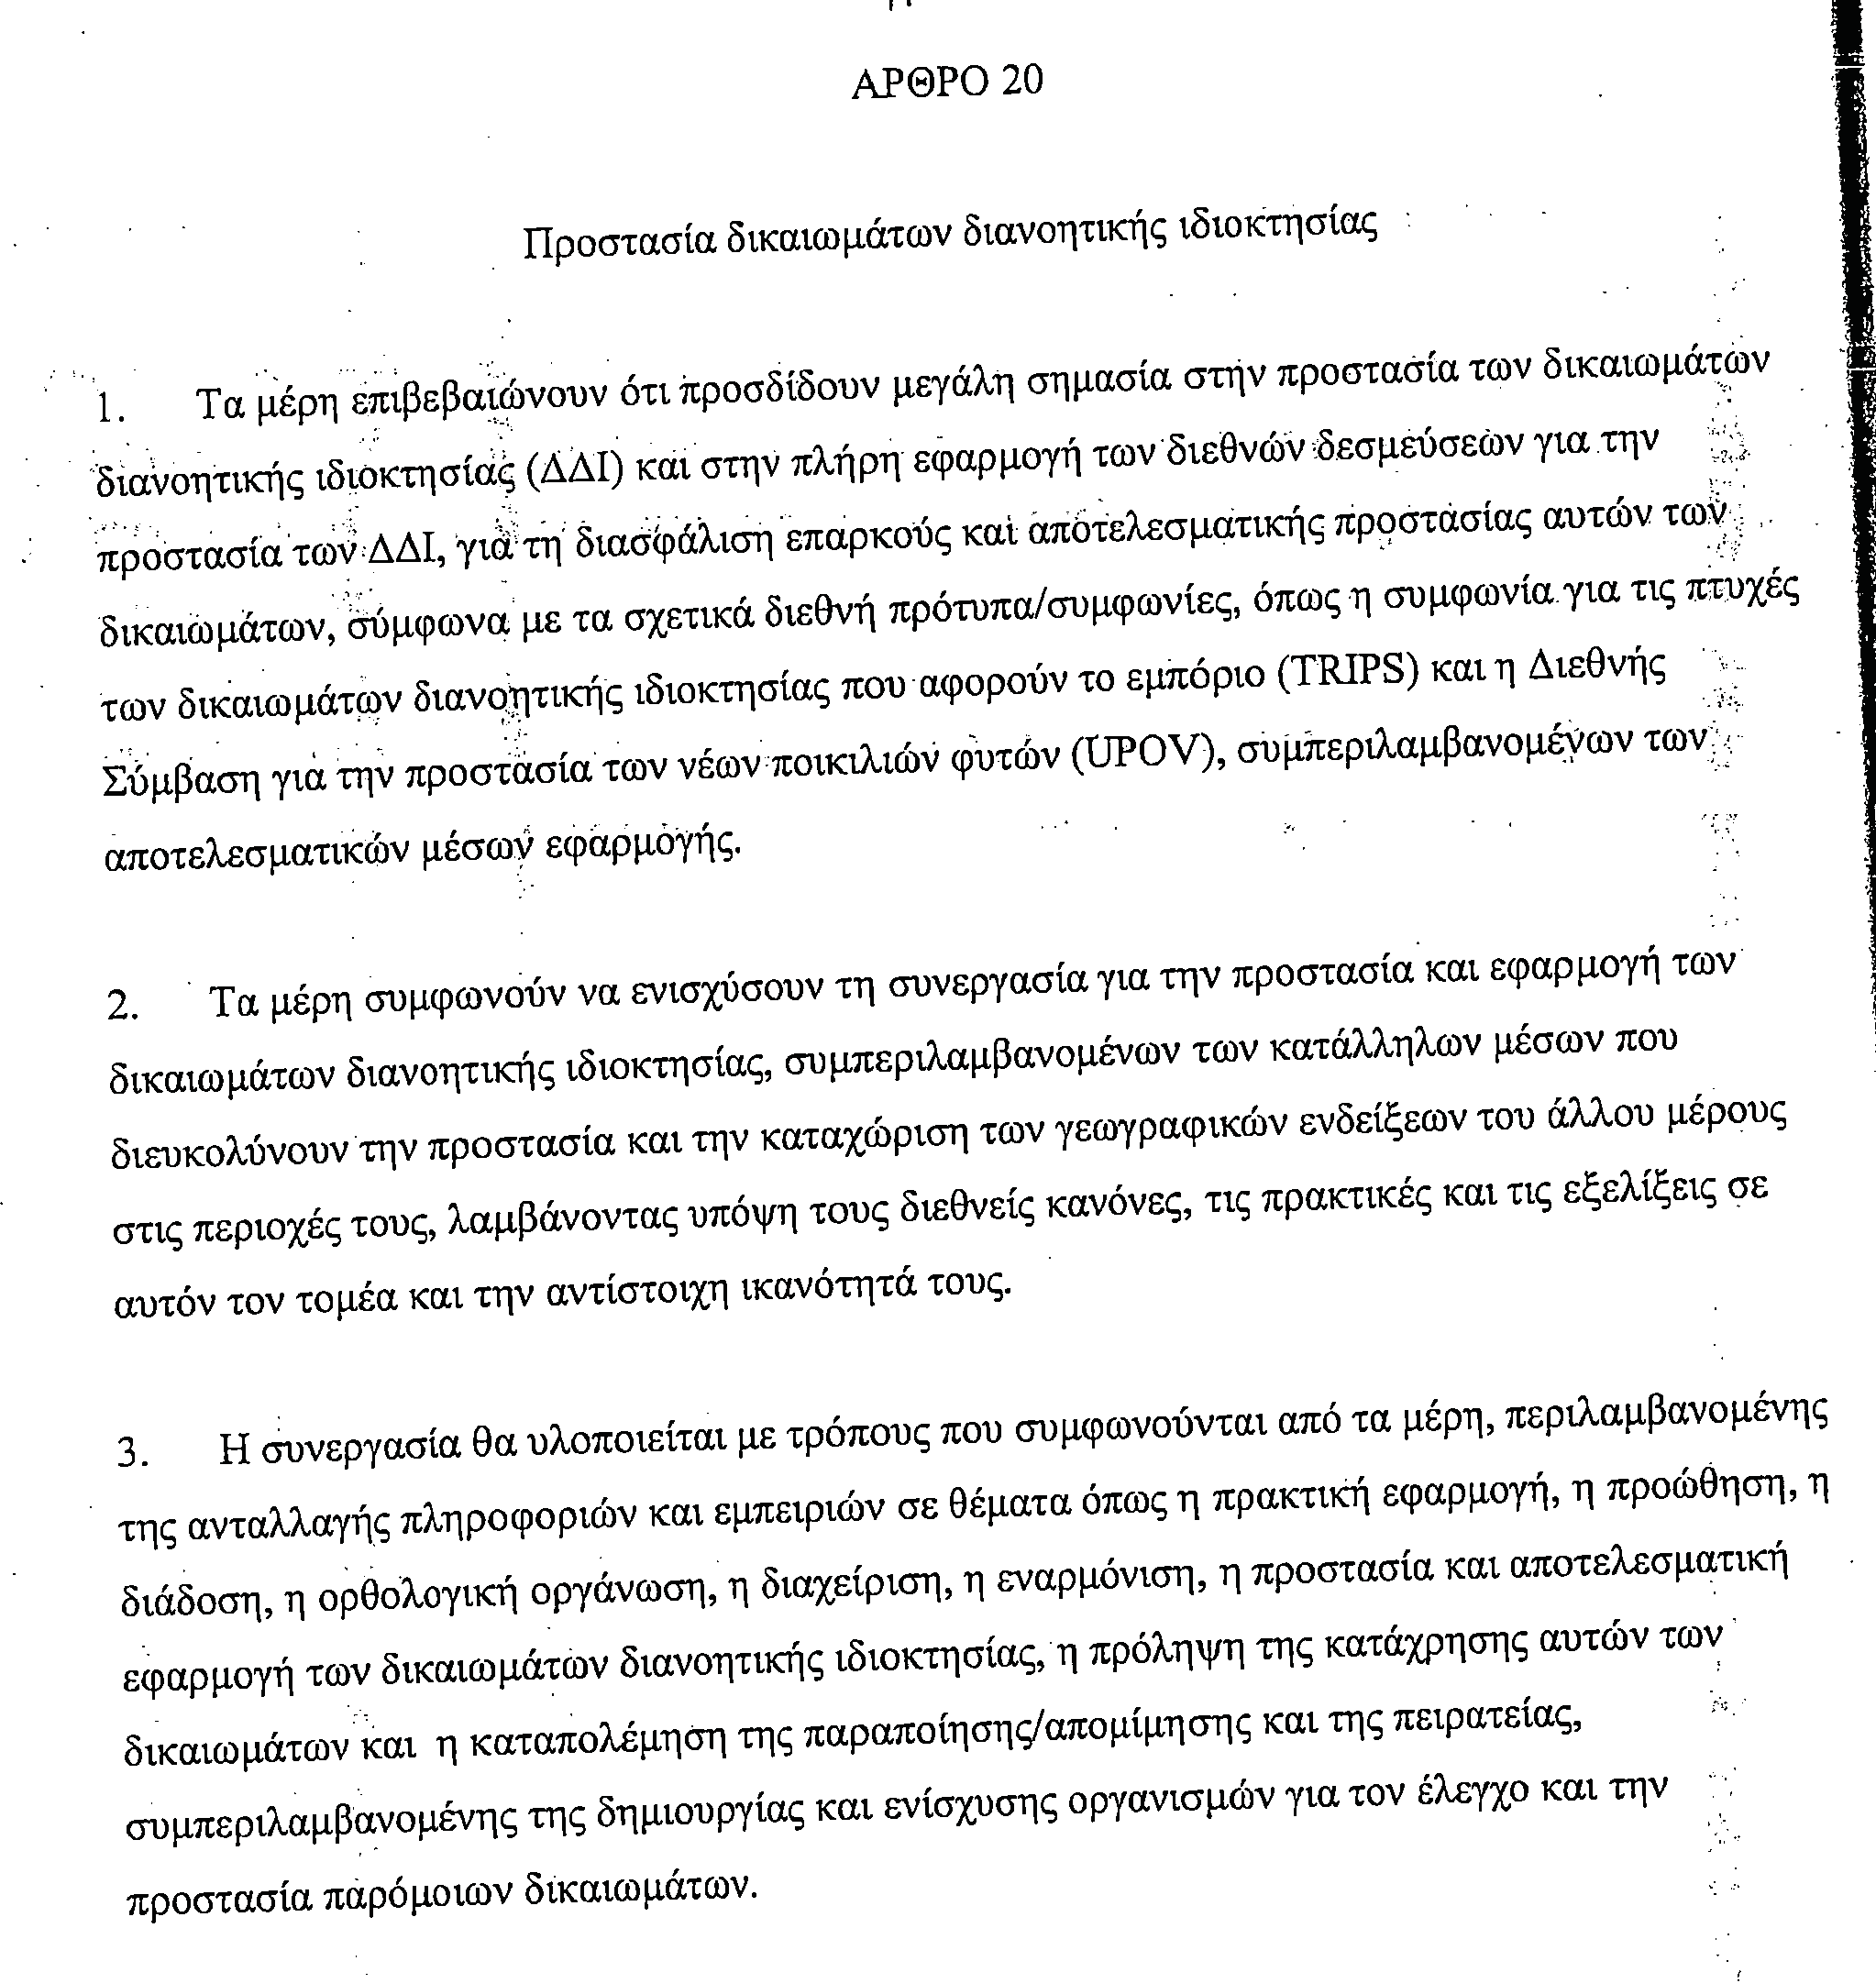 ΑΡΘΡΟ 20
Προστασία δικαιωμάτων διανοητικής ιδιοκτησίας
1. Τα μέρη επιβεβαιώνουν ότι προσδίδουν μεγάλη σημασία στην προστασία των δικαιωμάτων
διανοητικής ιδιοκτησίας (ΔΔΙ) και στην πλήρη εφαρμογή των διεθνών δεσμεύσεων για την
προστασία των ΔΔΙ, για τη διασφάλιση επαρκούς και αποτελεσματικής προστασίας αυτών των
δικαιωμάτων, σύμφωνα με τα σχετικά διεθνή πρότυπα/συμφωνίες, όπως η συμφωνία για τις πτυχές
των δικαιωμάτων διανοητικής ιδιοκτησίας που αφορούν το εμπόριο (TRIPS) και η Διεθνής
Σύμβαση για την προστασία των νέων ποικιλιών φυτών (UPOV), συμπεριλαμβανομένων των
αποτελεσματικών μέσων εφαρμογής.
2. Τα μέρη συμφωνούν να ενισχύσουν τη συνεργασία για την προστασία και εφαρμογή των
δικαιωμάτων διανοητικής ιδιοκτησίας, συμπεριλαμβανομένων των κατάλληλων μέσων που
διευκολύνουν την προστασία και την καταχώριση των γεωγραφικών ενδείξεων του άλλου μέρους
στις περιοχές τους, λαμβάνοντας υπόψη τους διεθνείς κανόνες, τις πρακτικές και τις εξελίξεις σε
αυτόν τον τομέα και την αντίστοιχη ικανότητά τους.
3. Η συνεργασία θα υλοποιείται με τρόπους που συμφωνούνται από τα μέρη, περιλαμβανομένης
της ανταλλαγής πληροφοριών και εμπειριών σε θέματα όπως η πρακτική εφαρμογή, η προώθηση, η
διάδοση, η ορθολογική οργάνωση, η διαχείριση, η εναρμόνιση, η προστασία και αποτελεσματική
εφαρμογή των δικαιωμάτων διανοητικής ιδιοκτησίας, η πρόληψη της κατάχρησης αυτών των
δικαιωμάτων και η καταπολέμηση της παραποίησης/απομίμησης και της πειρατείας,
συμπεριλαμβανομένης της δημιουργίας και ενίσχυσης οργανισμών για τον έλεγχο και την
προστασία παρόμοιων δικαιωμάτων.